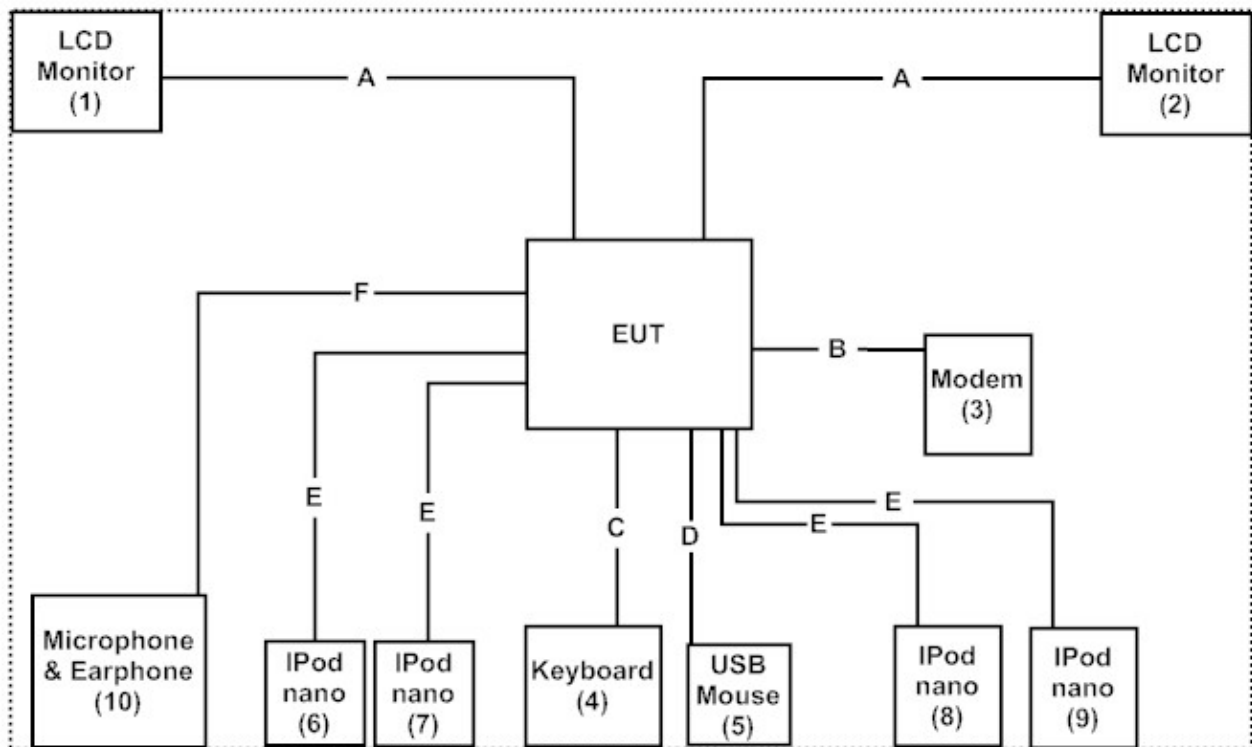 LCD
Monitor
(1)
A
A
LCD
Monitor
(2)
F
EUT
B
Modem
(3)
E
E
C
D
E
E
Microphone
& Earphone
(10)
IPod
nano
(6)
IPod
nano
(7)
Keyboard
(4)
USB
Mouse
(5)
IPod
nano
(8)
IPod
nano
(9)